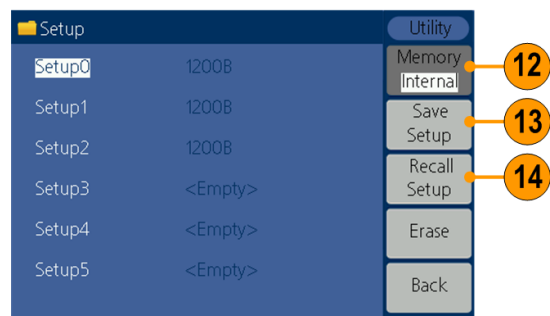 Setup
Utility
Setup0 1200B
Setup1 1200B
Setup2 1200B
Setup3 <Empty>
Setup4 <Empty>
Setup5 <Empty>
Memory
Internal
Save
Setup
Recall
Setup
Erase
Back
12
13
14